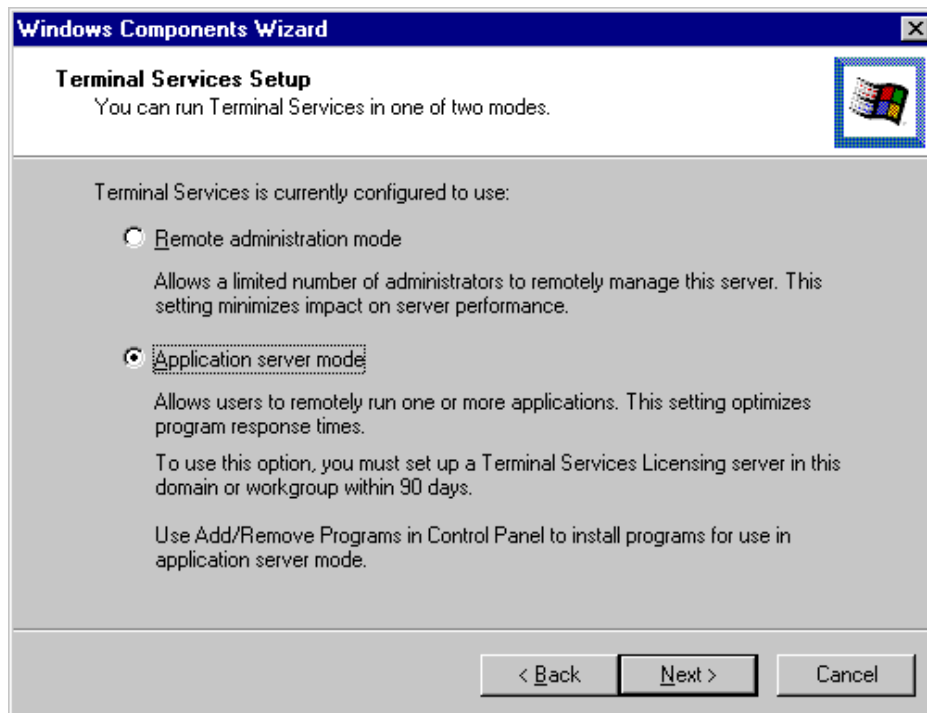 Windows Components Wizard
Terminal Services Setup
You can run Terminal Services in one of two modes.
Terminal Services is currently configured to use:
Remote administration mode
Allows a limited number of administrators to remotely manage this server. This
setting minimizes impact on server performance.
Application server mode
Allows users to remotely run one or more applications. This setting optimizes
program response times.
To use this option, you must set up a Terminal Services Licensing server in this
domain or workgroup within 90 days.
Use Add/Remove Programs in Control Panel to install programs for use in
application server mode.
< Back Next > Cancel